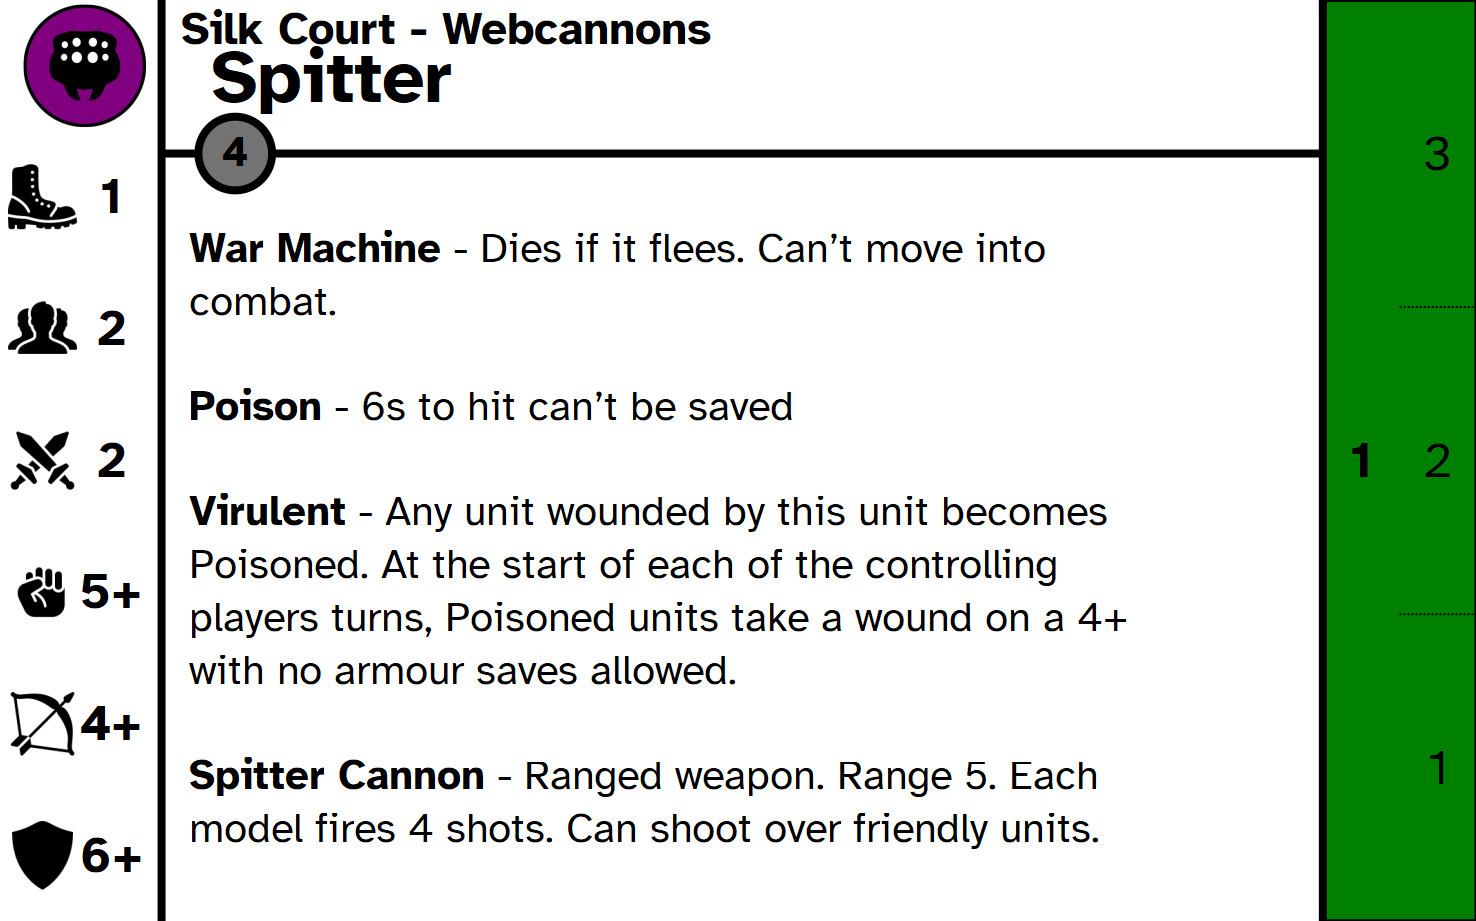 Silk Court - Webcannons
Spitter
4
1
2
2
5+
4+
6+
War Machine - Dies if it flees. Can’t move into
combat.
Poison - 6s to hit can’t be saved
Virulent - Any unit wounded by this unit becomes
Poisoned. At the start of each of the controlling
players turns, Poisoned units take a wound on a 4+
with no armour saves allowed.
Spitter Cannon - Ranged weapon. Range 5. Each
model fires 4 shots. Can shoot over friendly units.
3
1 2
1